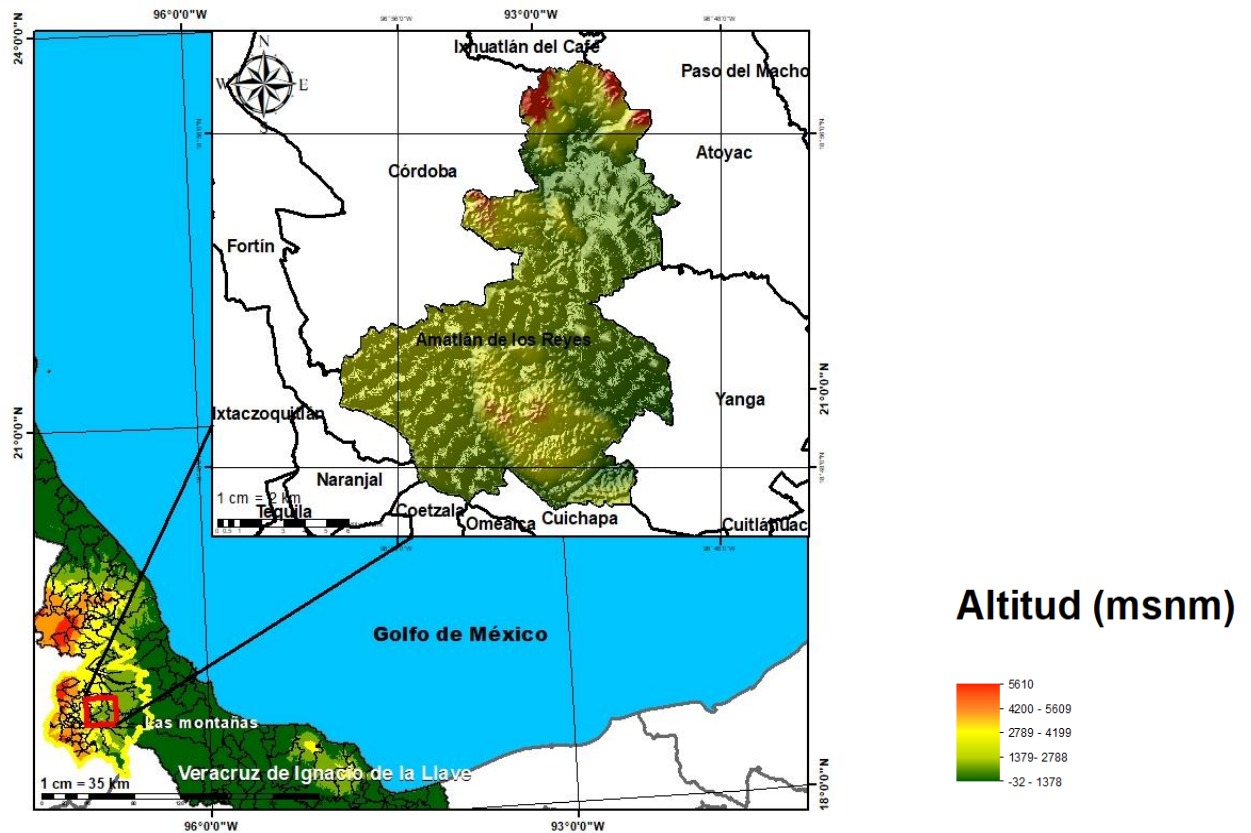 96°0'0"W
93°0'0"W
24°0'0"N
N
W
E
S
Ixhuatlán del Café
Paso del Macho
Atoyac
Córdoba
Fortín
Amatlán de los Reyes
Yanga
21°0'0"N
21°0'0"N
Ixtaczoquitlán
Naranjal
1 cm = 2 km
Tequila
Coetzala
Omealca
Cuichapa
Cuitláhuac
Golfo de México
Las montañas
Veracruz de Ignacio de la Llave
1 cm = 35 km
18°0'0"N
96°0'0"W
93°0'0"W
Altitud (msnm)
5610
4200 - 5609
2789 - 4199
1379- 2788
-32 - 1378